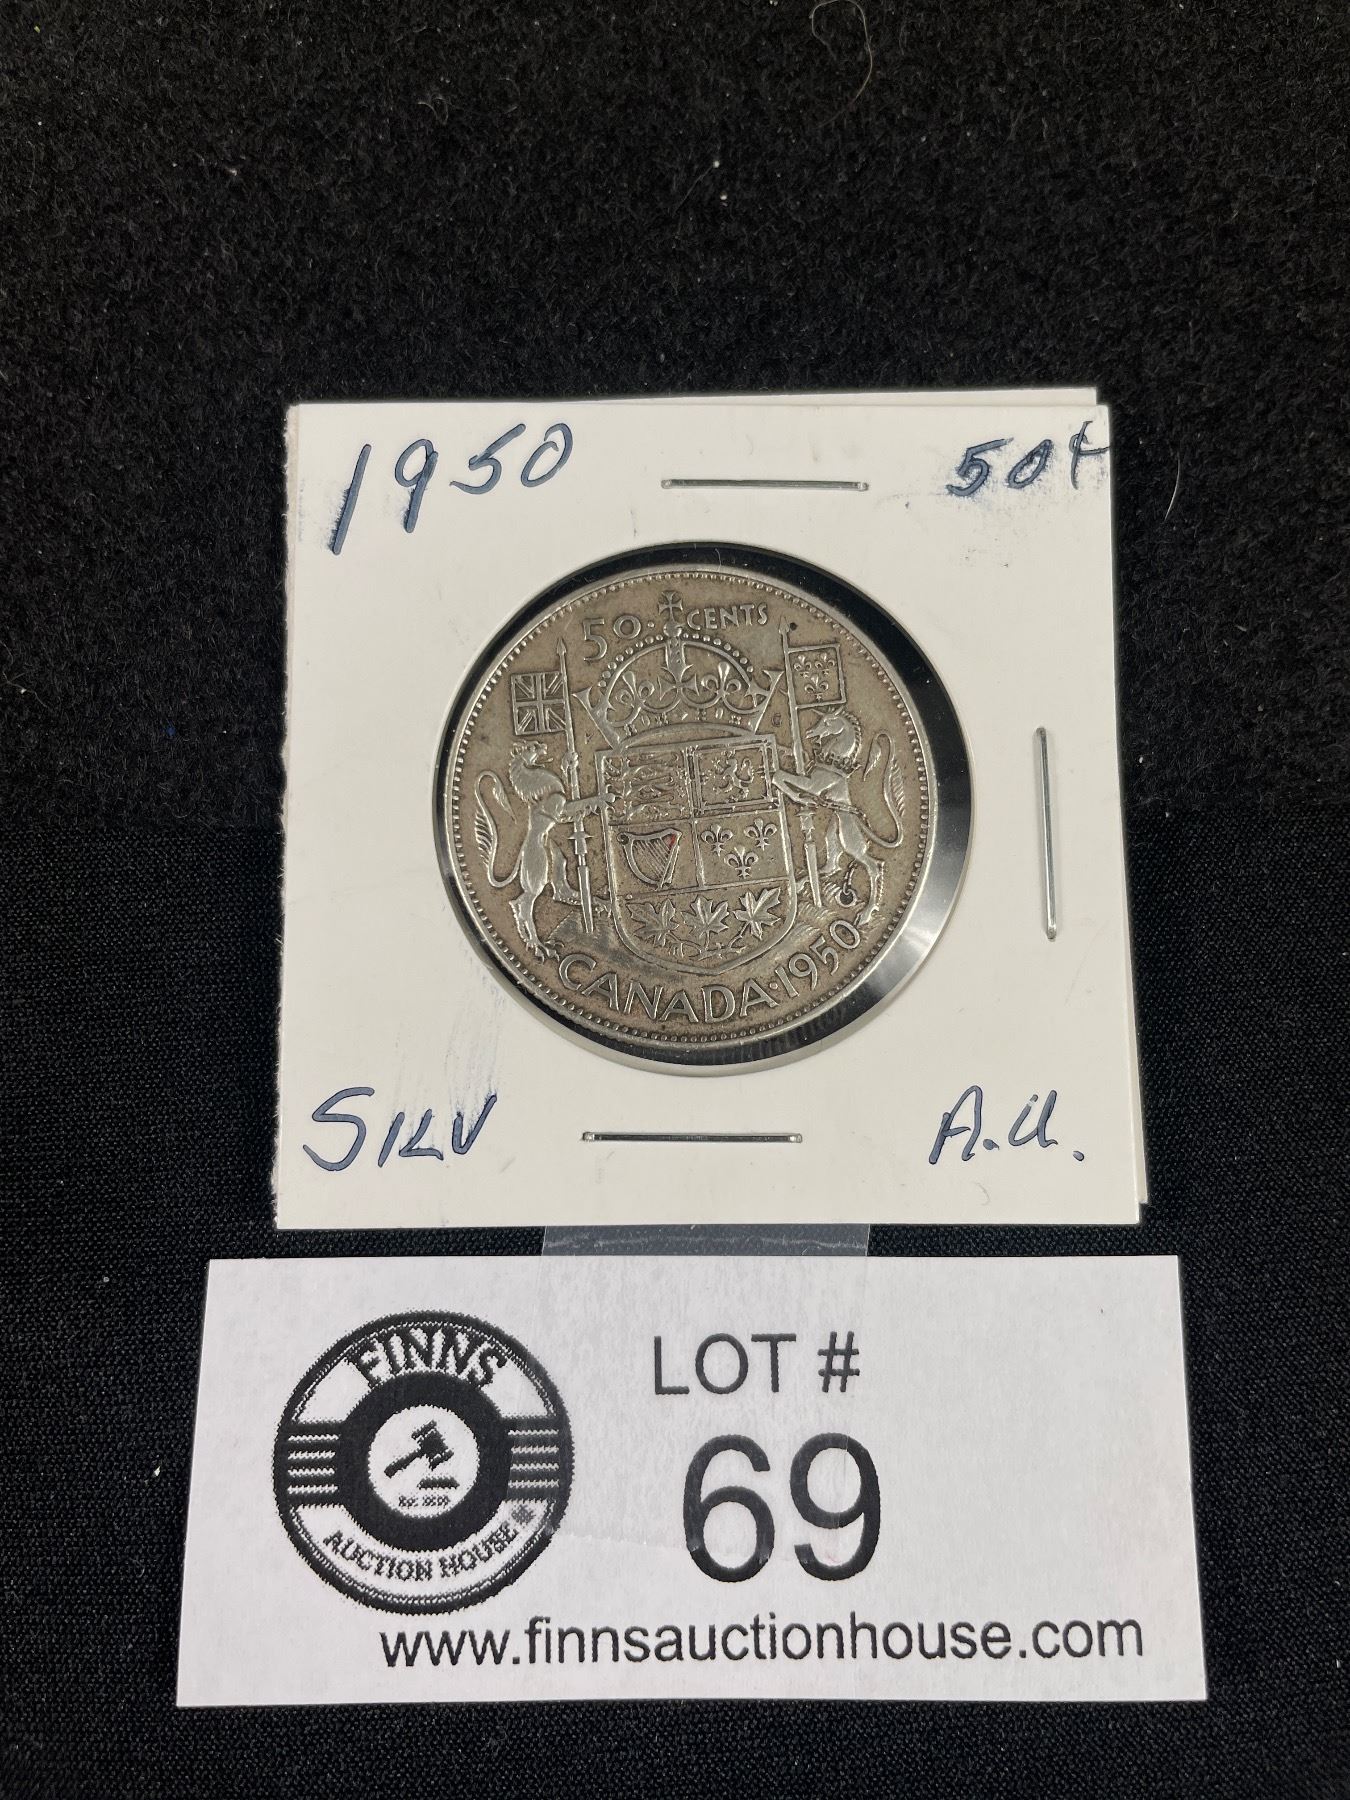 1950
50¢
50 · CENTS
CANADA · 1950
SILV
A.U.
FINNS
AUCTION HOUSE
LOT #
69
www.finnsauctionhouse.com